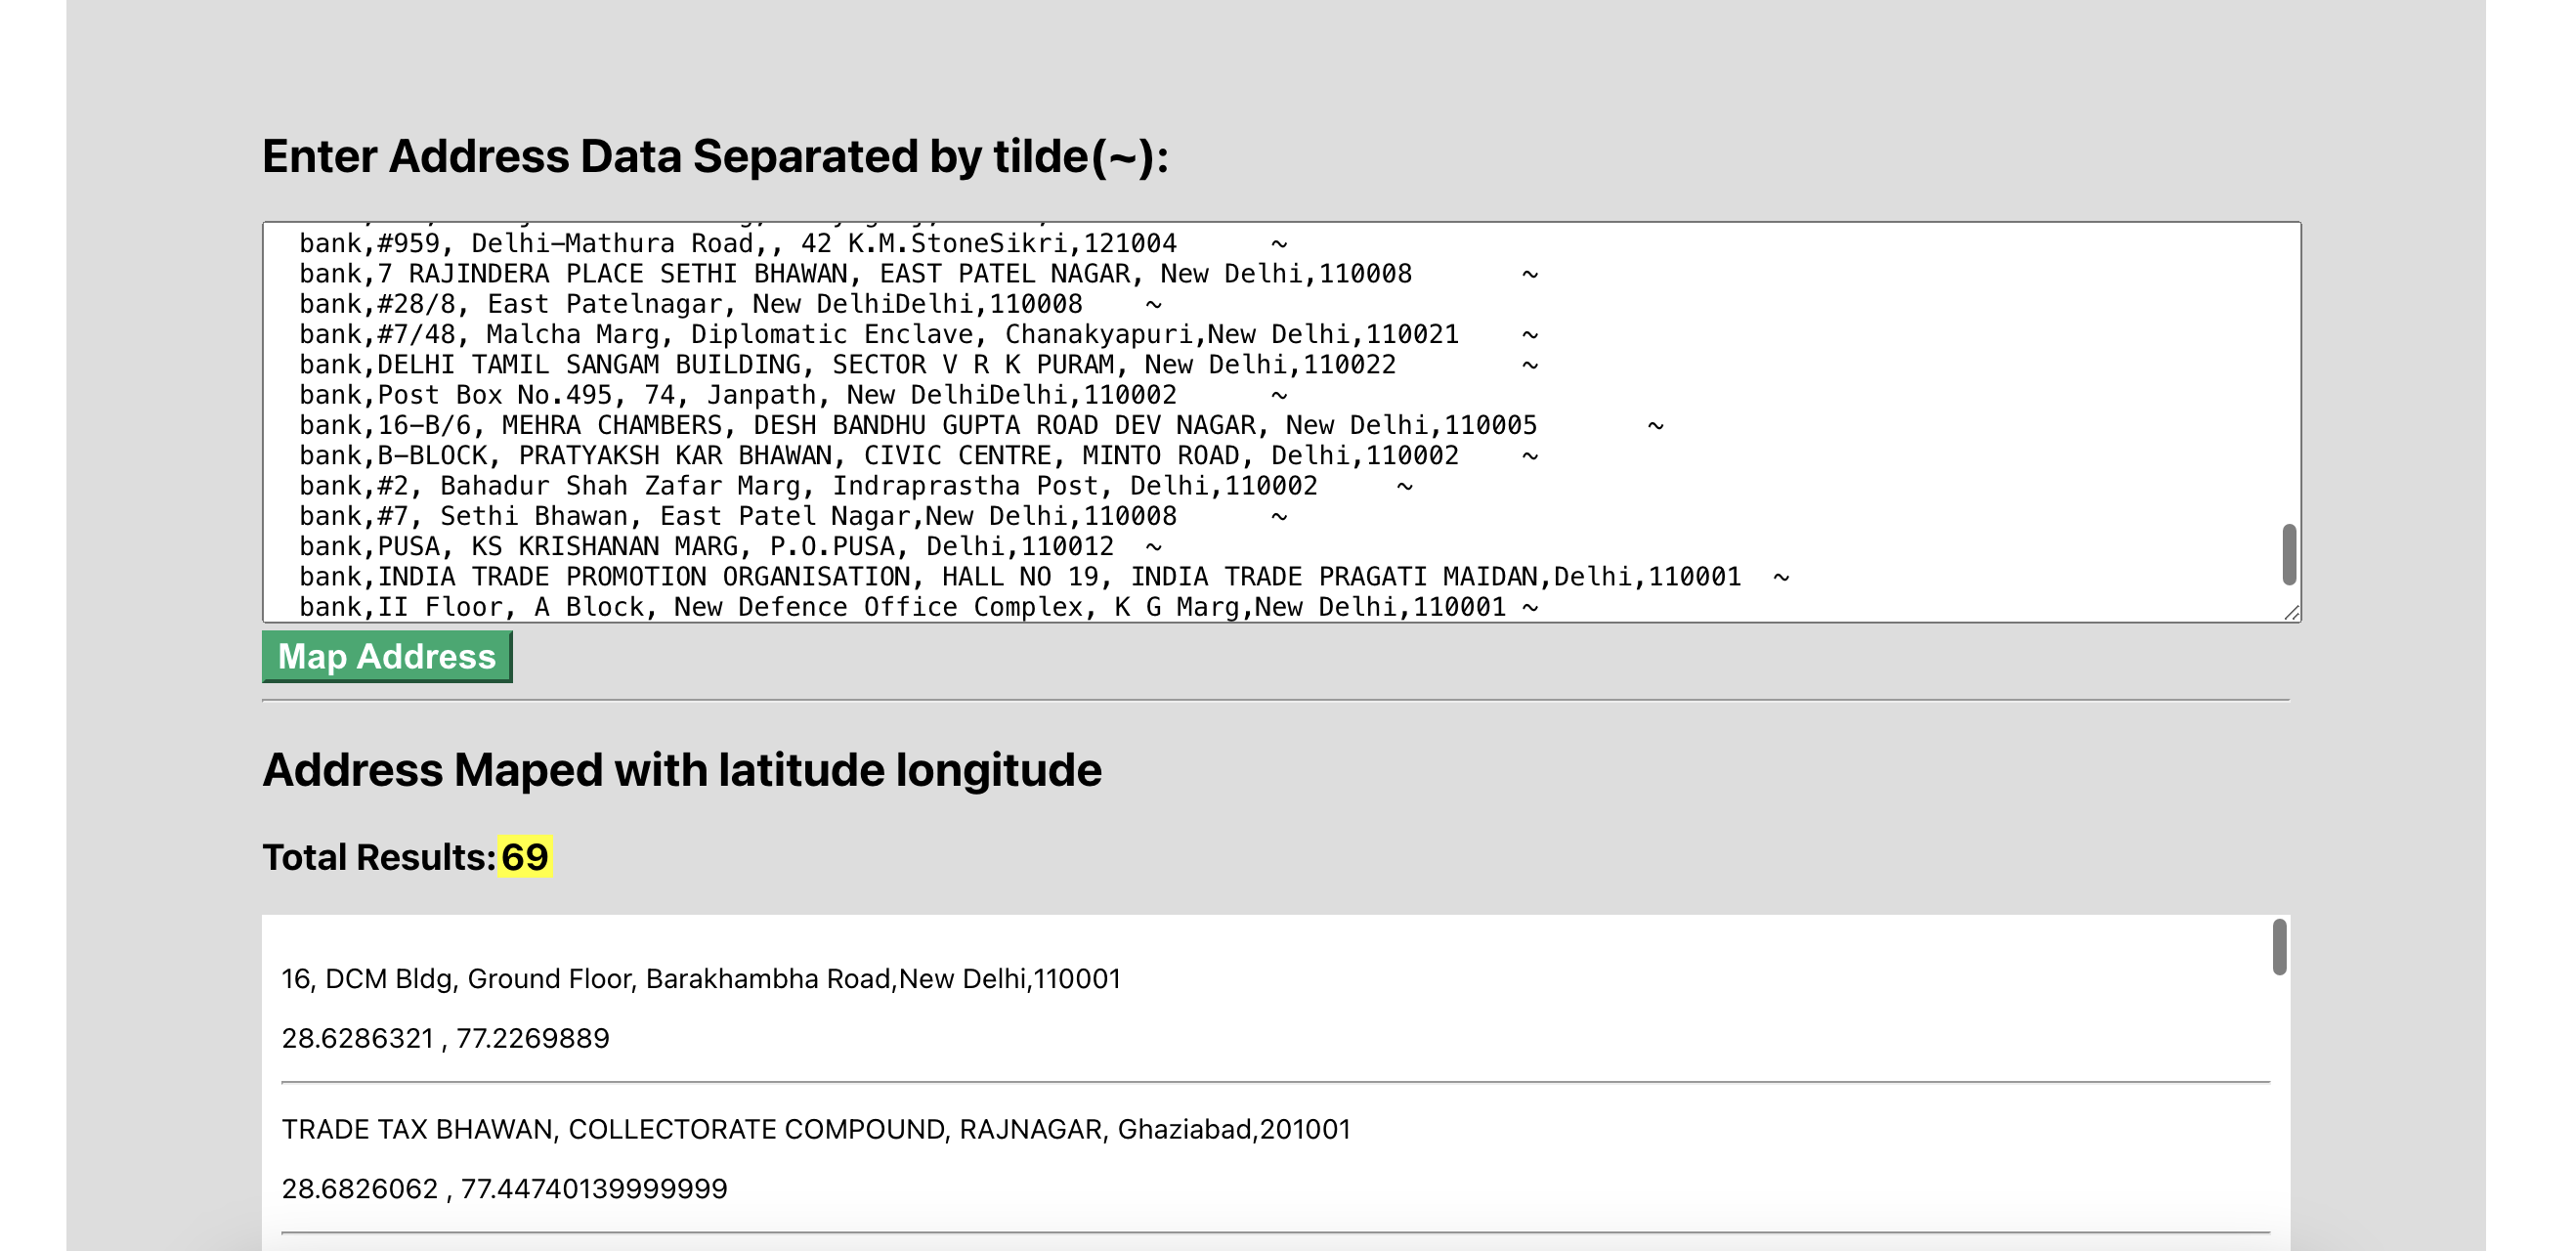 Enter Address Data Separated by tilde(~):
bank,#959, Delhi-Mathura Road,, 42 K.M.StoneSikri,121004 ~
bank,7 RAJINDERA PLACE SETHI BHAWAN, EAST PATEL NAGAR, New Delhi,110008 ~
bank,#28/8, East Patelnagar, New DelhiDelhi,110008 ~
bank,#7/48, Malcha Marg, Diplomatic Enclave, Chanakyapuri,New Delhi,110021 ~
bank,DELHI TAMIL SANGAM BUILDING, SECTOR V R K PURAM, New Delhi,110022 ~
bank,Post Box No.495, 74, Janpath, New DelhiDelhi,110002 ~
bank,16-B/6, MEHRA CHAMBERS, DESH BANDHU GUPTA ROAD DEV NAGAR, New Delhi,110005 ~
bank,B-BLOCK, PRATYAKSH KAR BHAWAN, CIVIC CENTRE, MINTO ROAD, Delhi,110002 ~
bank,#2, Bahadur Shah Zafar Marg, Indraprastha Post, Delhi,110002 ~
bank,#7, Sethi Bhawan, East Patel Nagar,New Delhi,110008 ~
bank,PUSA, KS KRISHANAN MARG, P.O.PUSA, Delhi,110012 ~
bank,INDIA TRADE PROMOTION ORGANISATION, HALL NO 19, INDIA TRADE PRAGATI MAIDAN,Delhi,110001 ~
bank,II Floor, A Block, New Defence Office Complex, K G Marg,New Delhi,110001 ~
Map Address
Address Maped with latitude longitude
Total Results:69
16, DCM Bldg, Ground Floor, Barakhambha Road,New Delhi,110001
28.6286321 , 77.2269889
TRADE TAX BHAWAN, COLLECTORATE COMPOUND, RAJNAGAR, Ghaziabad,201001
28.6826062 , 77.44740139999999